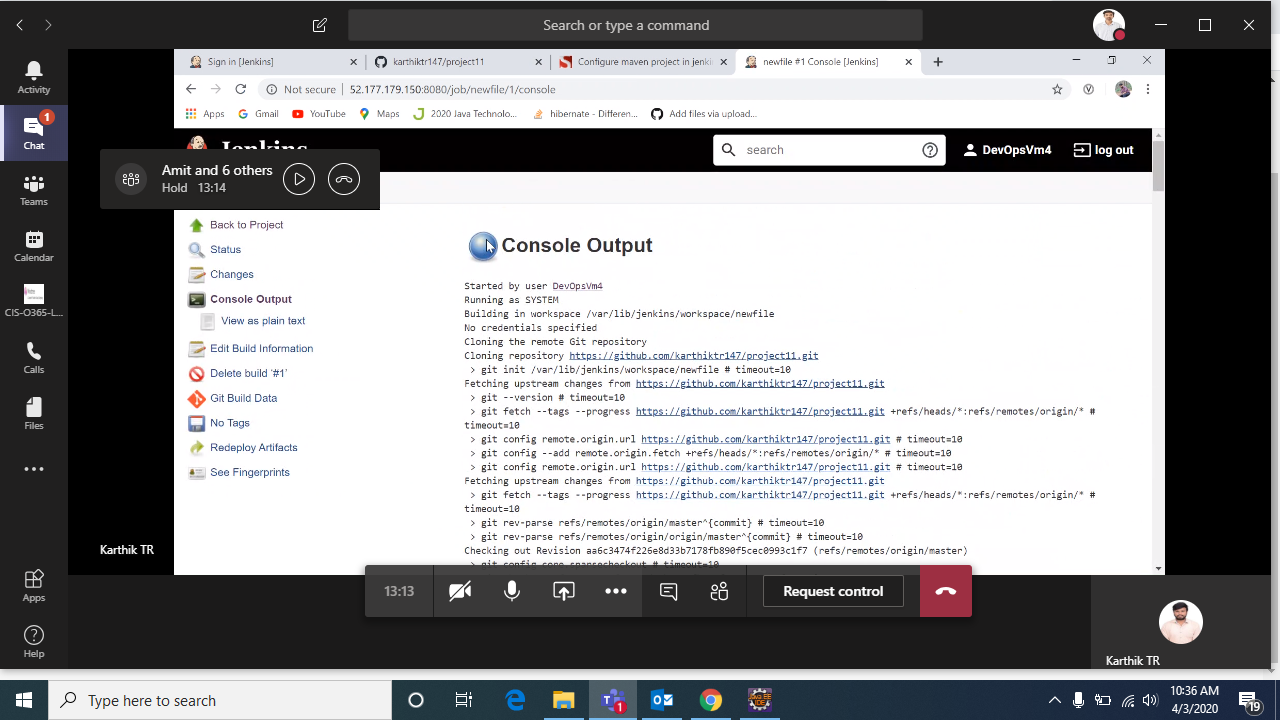 Search or type a command
Activity
1
Chat
Teams
Calendar
CIS-O365-L...
Calls
Files
Apps
Help
Sign in [Jenkins]
karthiktr147/project11
Configure maven project in jenki
newfile #1 Console [Jenkins]
Not secure
52.177.179.150:8080/job/newfile/1/console
Apps
Gmail
YouTube
Maps
2020 Java Technolo...
hibernate - Differen...
Add files via upload...
Jenkins
search
DevOpsVm4
log out
Amit and 6 others
Hold 13:14
Back to Project
Status
Changes
Console Output
View as plain text
Edit Build Information
Delete build '#1'
Git Build Data
No Tags
Redeploy Artifacts
See Fingerprints
Console Output
Started by user DevOpsVm4
Running as SYSTEM
Building in workspace /var/lib/jenkins/workspace/newfile
No credentials specified
Cloning the remote Git repository
Cloning repository https://github.com/karthiktr147/project11.git
> git init /var/lib/jenkins/workspace/newfile # timeout=10
Fetching upstream changes from https://github.com/karthiktr147/project11.git
> git --version # timeout=10
> git fetch --tags --progress https://github.com/karthiktr147/project11.git +refs/heads/*:refs/remotes/origin/* #
timeout=10
> git config remote.origin.url https://github.com/karthiktr147/project11.git # timeout=10
> git config --add remote.origin.fetch +refs/heads/*:refs/remotes/origin/* # timeout=10
> git config remote.origin.url https://github.com/karthiktr147/project11.git # timeout=10
Fetching upstream changes from https://github.com/karthiktr147/project11.git
> git fetch --tags --progress https://github.com/karthiktr147/project11.git +refs/heads/*:refs/remotes/origin/* #
timeout=10
> git rev-parse refs/remotes/origin/master^{commit} # timeout=10
> git rev-parse refs/remotes/origin/origin/master^{commit} # timeout=10
Checking out Revision aa6c3474f226e8d33b7178fb890f5cec0993c1f7 (refs/remotes/origin/master)
> git config core.sparsecheckout # timeout=10
Karthik TR
13:13
Request control
Karthik TR
Type here to search
1
10:36 AM
4/3/2020
19